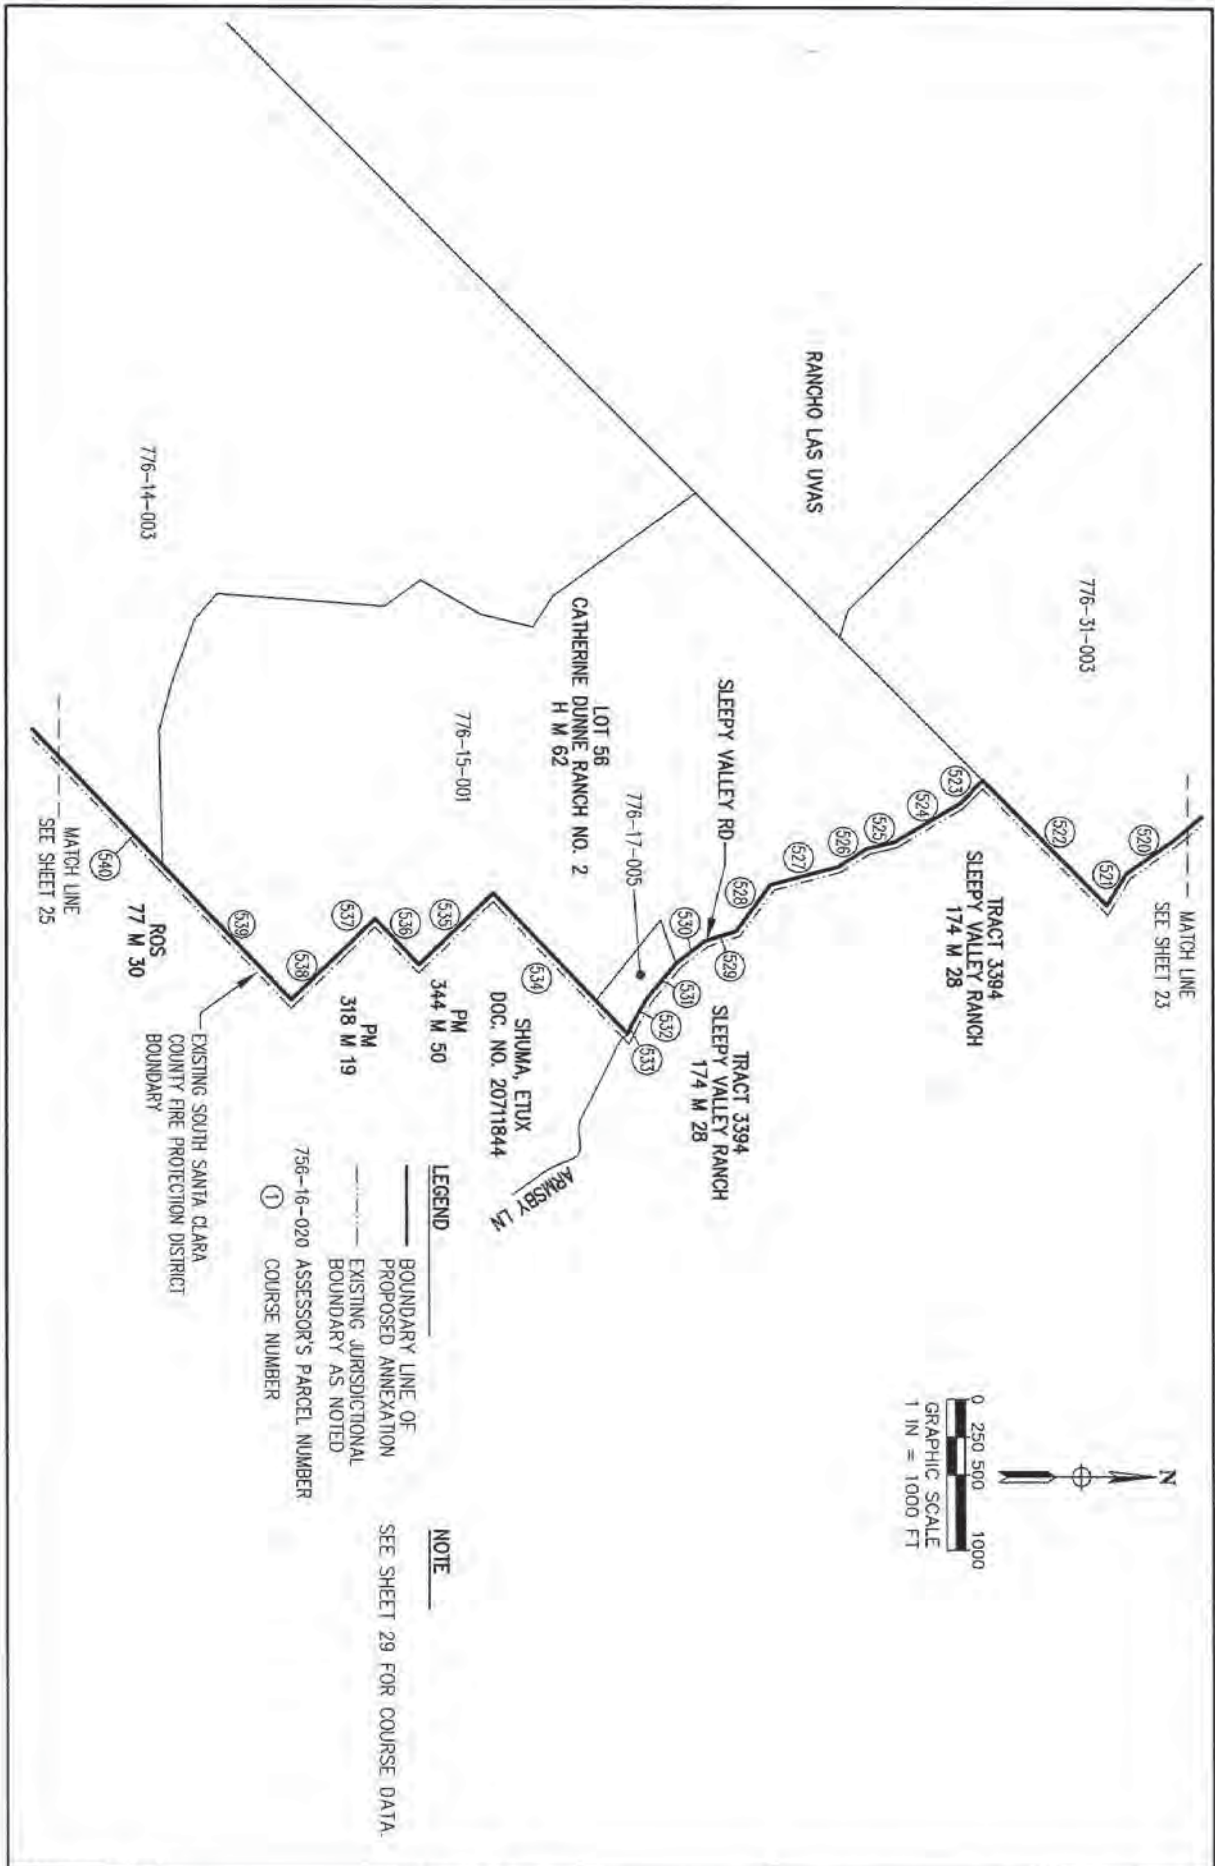 MATCH LINE
SEE SHEET 23
776-31-003
RANCHO LAS UVAS
520
521
522
523
TRACT 3394
SLEEPY VALLEY RANCH
174 M 28
524
525
526
527
528
SLEEPY VALLEY RD
529
530
TRACT 3394
SLEEPY VALLEY RANCH
174 M 28
531
532
533
776-17-005
LOT 56
CATHERINE DUNNE RANCH NO. 2
H M 62
ARMSBY LN
SHUMA, ETUX
DOC. NO. 20711844
534
776-15-001
535
PM
344 M 50
536
537
PM
318 M 19
538
539
776-14-003
ROS
77 M 30
540
MATCH LINE
SEE SHEET 25
EXISTING SOUTH SANTA CLARA
COUNTY FIRE PROTECTION DISTRICT
BOUNDARY
N
0 250 500 1000
GRAPHIC SCALE
1 IN = 1000 FT
LEGEND
BOUNDARY LINE OF
PROPOSED ANNEXATION
EXISTING JURISDICTIONAL
BOUNDARY AS NOTED
756-16-020 ASSESSOR'S PARCEL NUMBER
1 COURSE NUMBER
NOTE
SEE SHEET 29 FOR COURSE DATA.